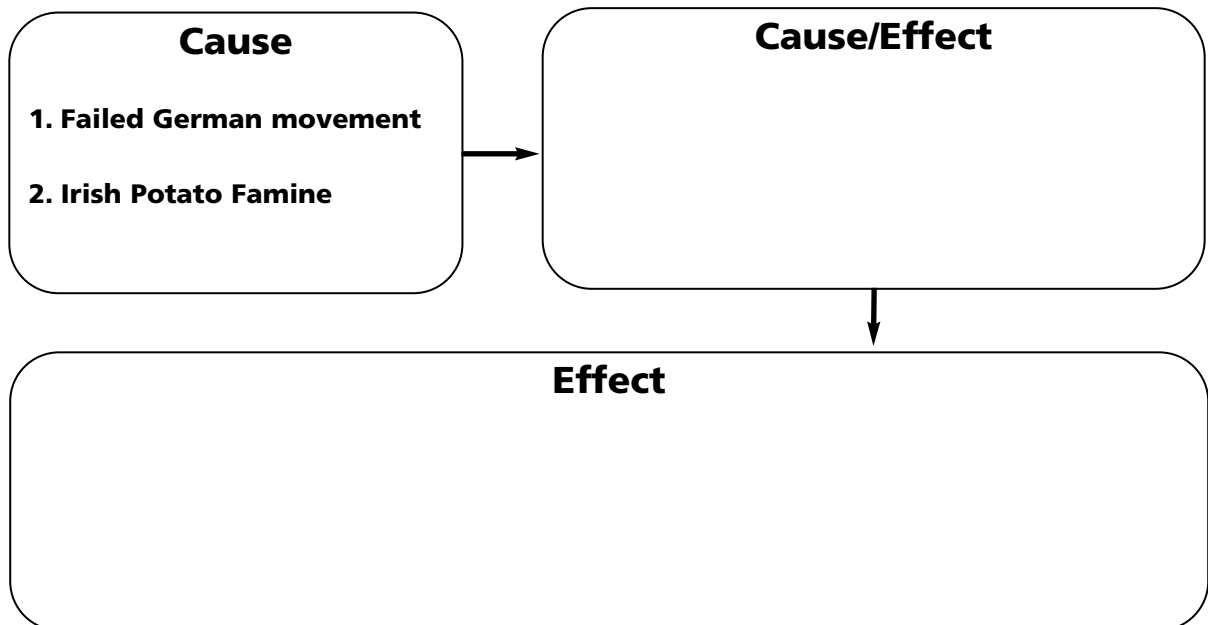 Cause
1. Failed German movement
2. Irish Potato Famine
Cause/Effect
Effect